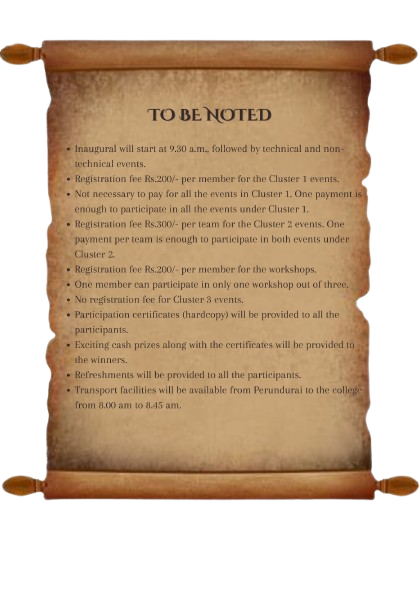 TO BE NOTED
• Inaugural will start at 9.30 a.m., followed by technical and non-
technical events.
• Registration fee Rs.200/- per member for the Cluster 1 events.
• Not necessary to pay for all the events in Cluster 1. One payment is
enough to participate in all the events under Cluster 1.
• Registration fee Rs.300/- per team for the Cluster 2 events. One
payment per team is enough to participate in both events under
Cluster 2.
• Registration fee Rs.200/- per member for the workshops.
• One member can participate in only one workshop out of three.
• No registration fee for Cluster 3 events.
• Participation certificates (hardcopy) will be provided to all the
participants.
• Exciting cash prizes along with the certificates will be provided to
the winners.
• Refreshments will be provided to all the participants.
• Transport facilities will be available from Perundurai to the college
from 8.00 am to 8.45 am.